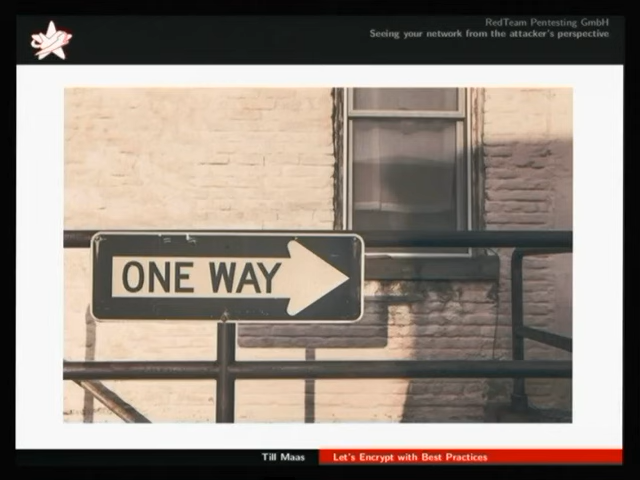 RedTeam Pentesting GmbH
Seeing your network from the attacker's perspective
ONE WAY
Till Maas
Let's Encrypt with Best Practices